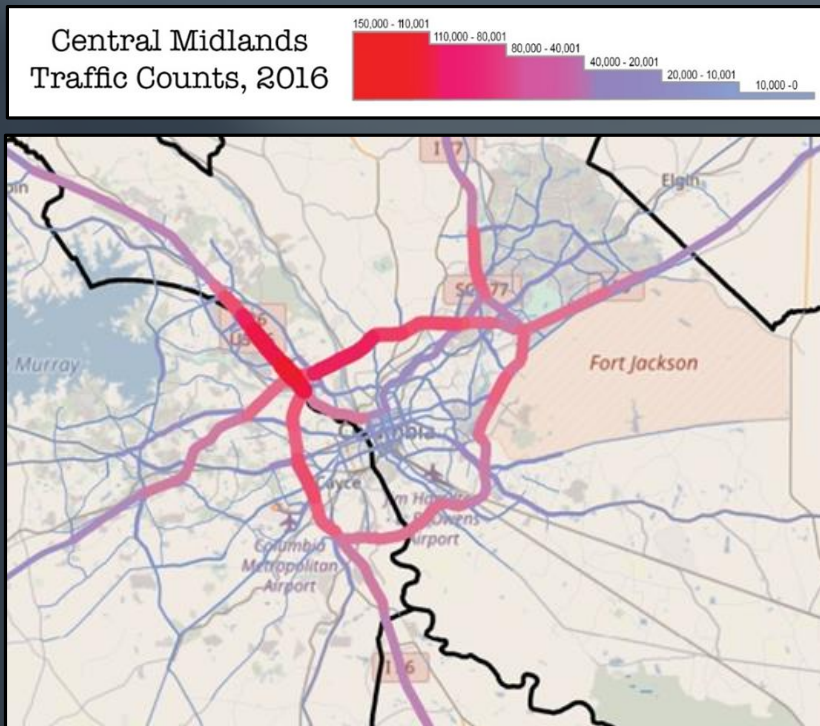 Central Midlands
Traffic Counts, 2016
150,000 - 110,001
110,000 - 80,001
80,000 - 40,001
40,000 - 20,001
20,000 - 10,001
10,000 -0
Elgin
Murray
Fort Jackson
Airport
Columbia
Metropolitan
Airport